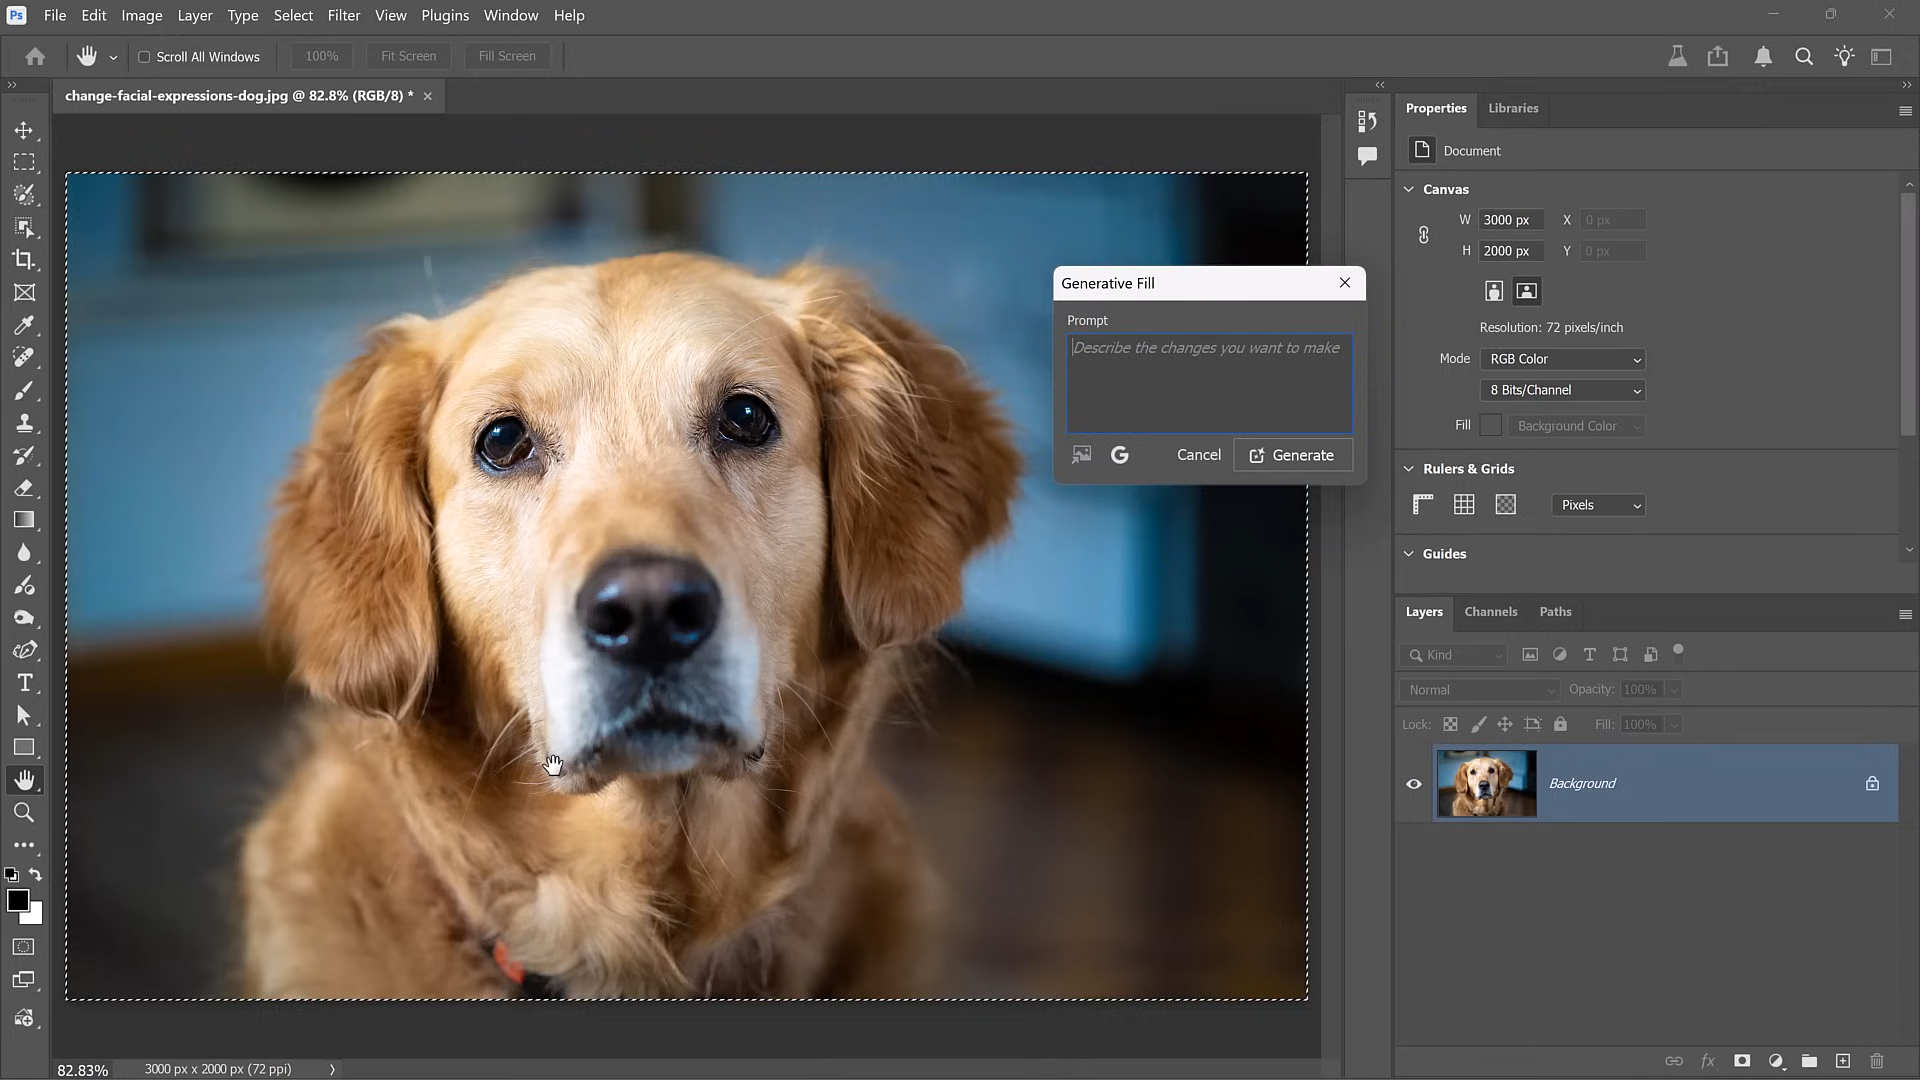 Ps File Edit Image Layer Type Select Filter View Plugins Window Help
Scroll All Windows 100% Fit Screen Fill Screen
change-facial-expressions-dog.jpg @ 82.8% (RGB/8) *
Properties Libraries
Document
Canvas
W 3000 px X 0 px
H 2000 px Y 0 px
Resolution: 72 pixels/inch
Mode RGB Color
8 Bits/Channel
Fill Background Color
Rulers & Grids
Pixels
Guides
Generative Fill
Prompt
Describe the changes you want to make
G Cancel Generate
Layers Channels Paths
Kind
Normal Opacity: 100%
Lock: Fill: 100%
Background
fx
82.83% 3000 px x 2000 px (72 ppi)